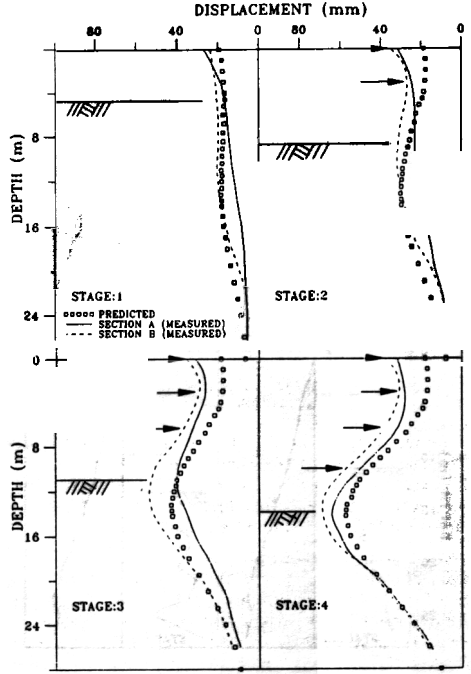 DISPLACEMENT (mm)
80 40 0 80 40 0
DEPTH (m)
8
16
24
STAGE:1
STAGE:2
PREDICTED
SECTION A (MEASURED)
SECTION B (MEASURED)
0
DEPTH (m)
8
16
24
STAGE:3
STAGE:4